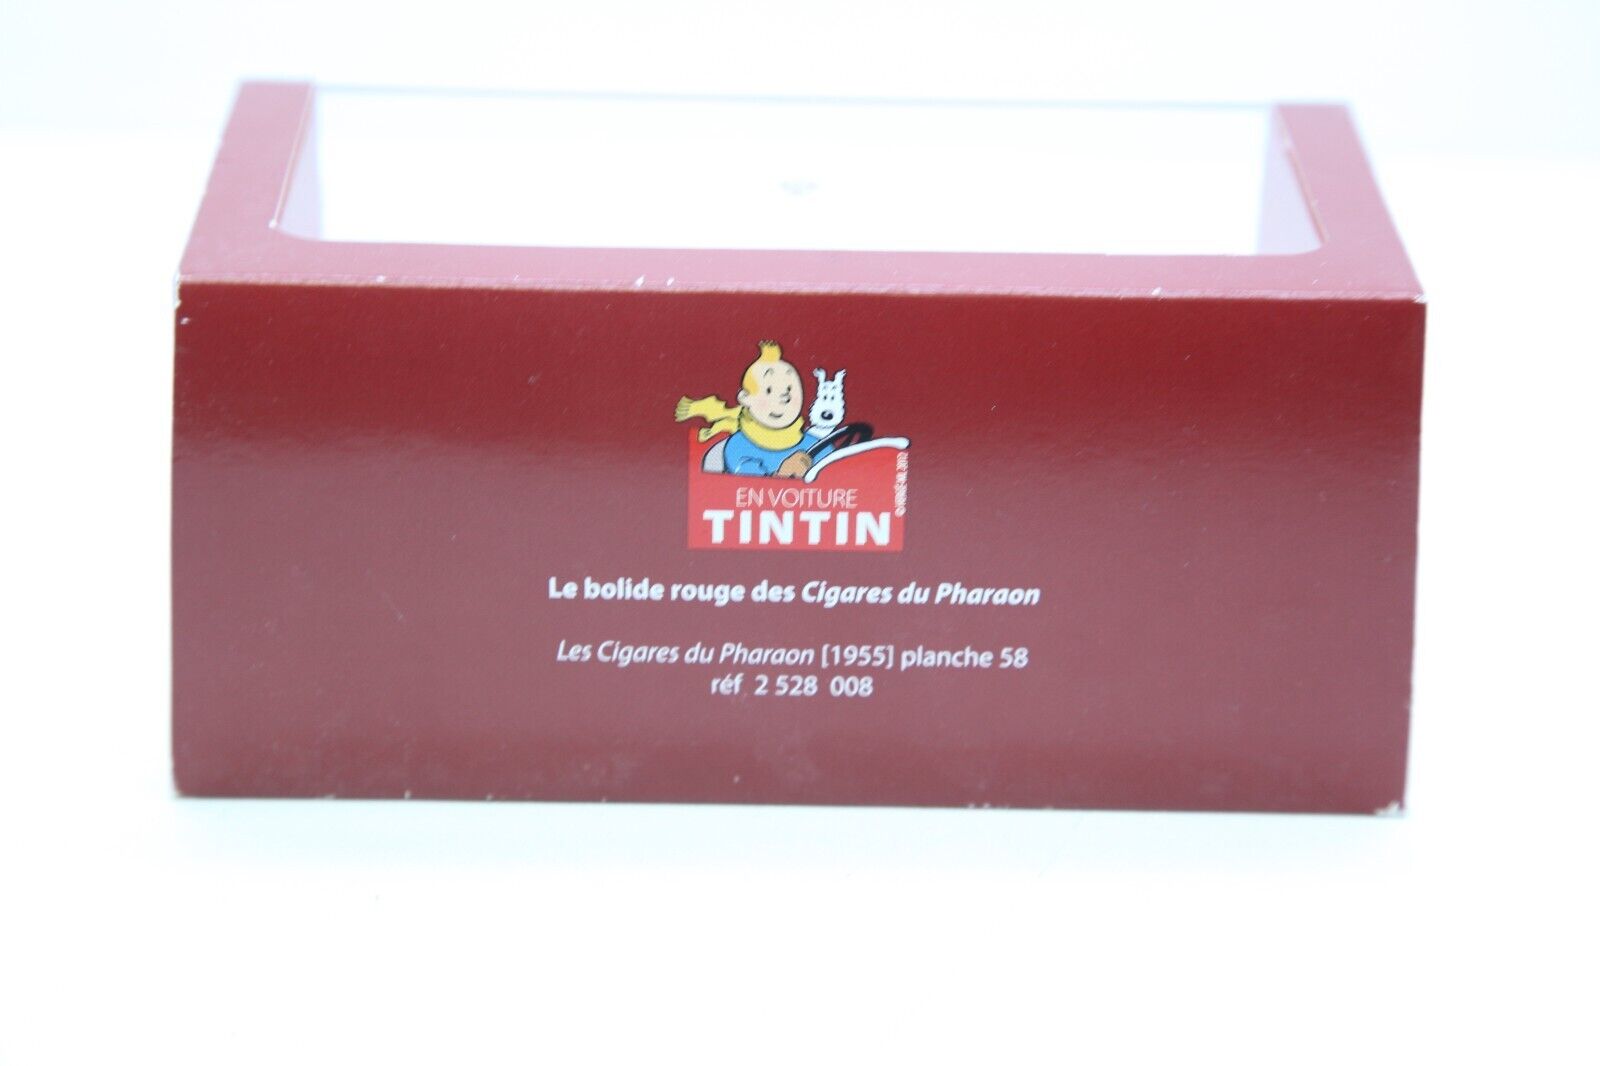 EN VOITURE
TINTIN
Le bolide rouge des Cigares du Pharaon
Les Cigares du Pharaon [1955] planche 58
réf 2 528 008